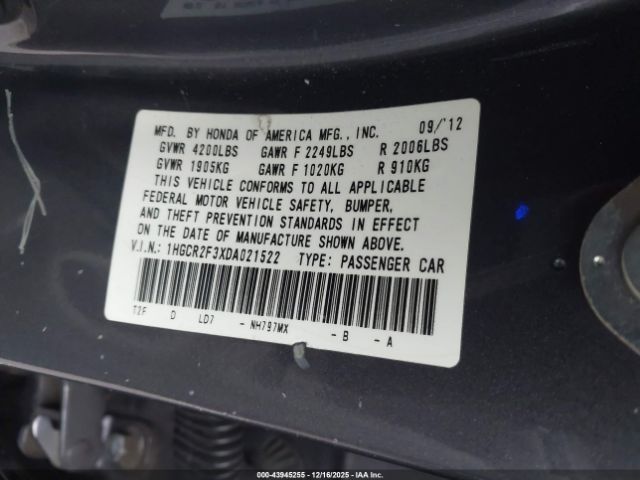 MFD. BY HONDA OF AMERICA MFG., INC. 09/'12
GVWR 4200LBS GAWR F 2249LBS R 2006LBS
GVWR 1905KG GAWR F 1020KG R 910KG
THIS VEHICLE CONFORMS TO ALL APPLICABLE
FEDERAL MOTOR VEHICLE SAFETY, BUMPER,
AND THEFT PREVENTION STANDARDS IN EFFECT
ON THE DATE OF MANUFACTURE SHOWN ABOVE.
V.I.N.: 1HGCR2F3XDA021522 TYPE: PASSENGER CAR
T2F D LD7 - NH797MX - B - A
© - 43945255 - 12/16/2025 - IAA Inc.